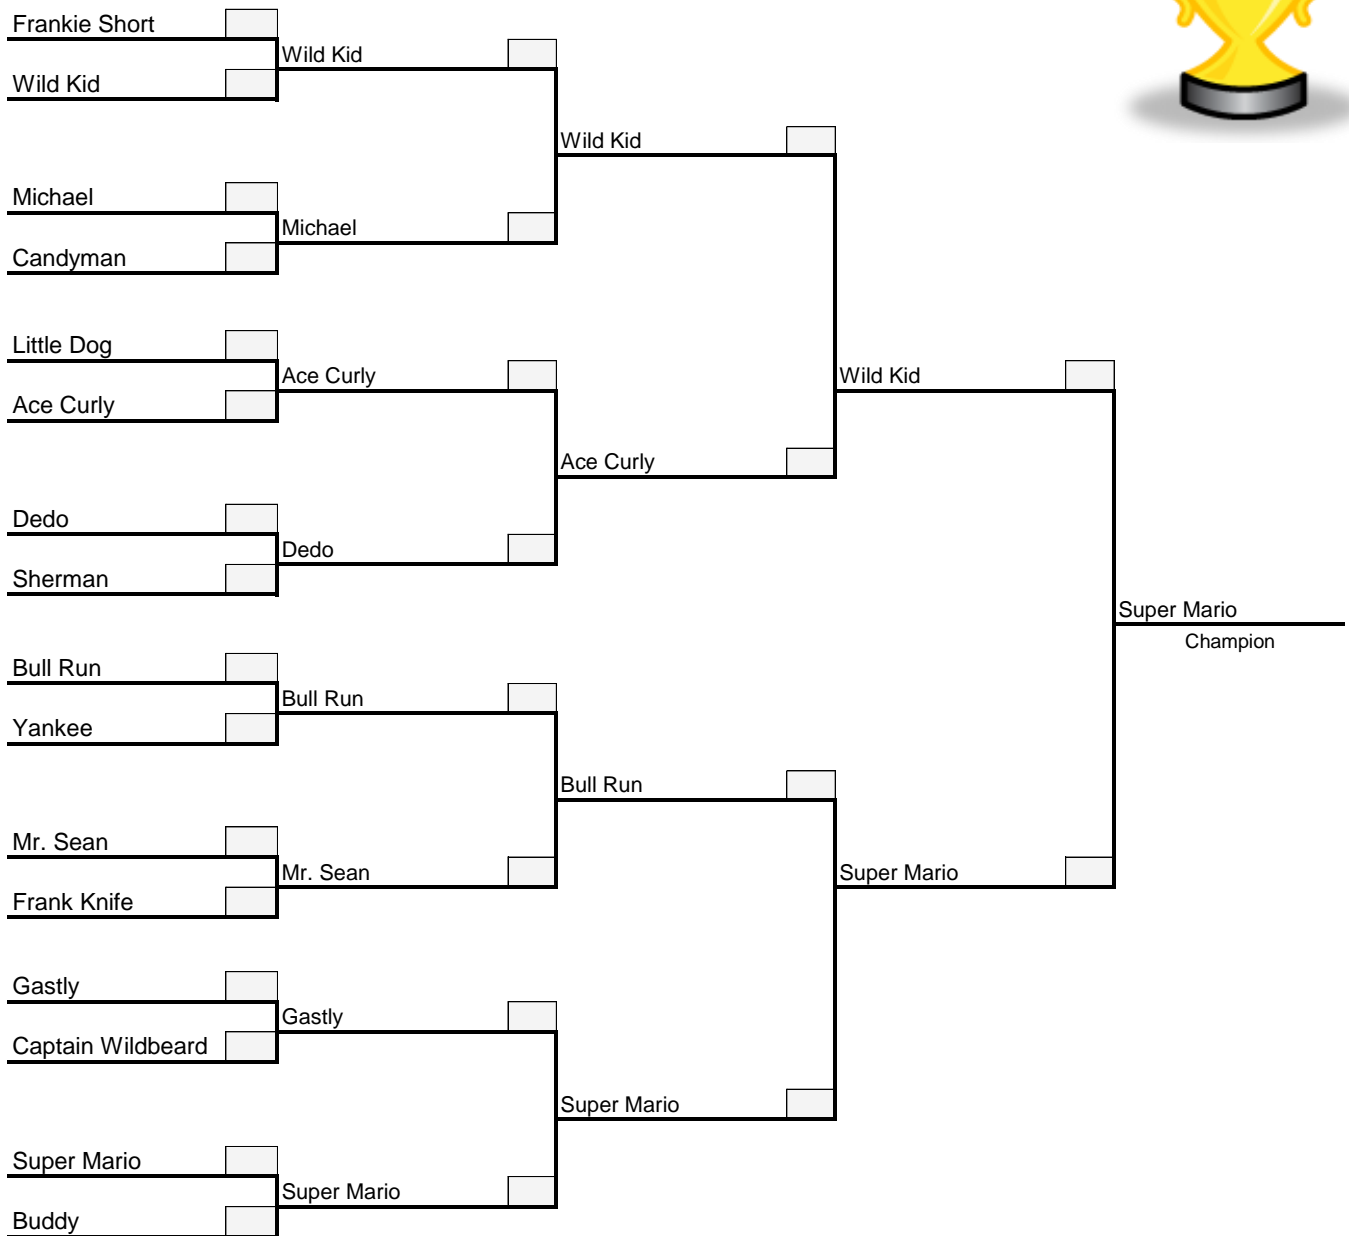 Frankie Short
Wild Kid
Wild Kid
Wild Kid
Michael
Michael
Candyman
Little Dog
Ace Curly
Wild Kid
Ace Curly
Ace Curly
Dedo
Dedo
Sherman
Super Mario
Champion
Bull Run
Bull Run
Yankee
Bull Run
Mr. Sean
Mr. Sean
Super Mario
Frank Knife
Gastly
Gastly
Captain Wildbeard
Super Mario
Super Mario
Super Mario
Buddy